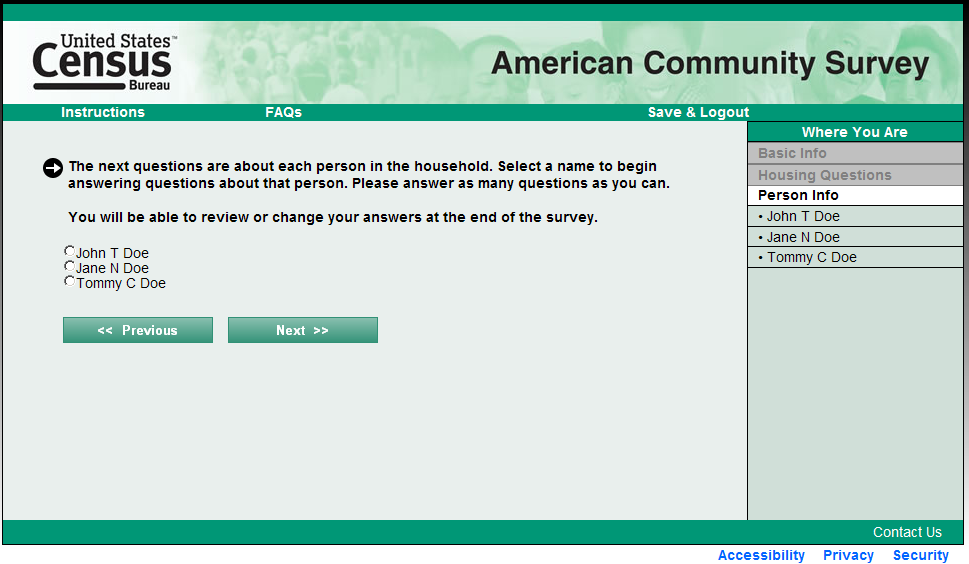 United States™
Census
Bureau
American Community Survey
Instructions FAQs Save & Logout
Where You Are
Basic Info
Housing Questions
Person Info
• John T Doe
• Jane N Doe
• Tommy C Doe
The next questions are about each person in the household. Select a name to begin
answering questions about that person. Please answer as many questions as you can.
You will be able to review or change your answers at the end of the survey.
John T Doe
Jane N Doe
Tommy C Doe
<< Previous Next >>
Contact Us
Accessibility Privacy Security